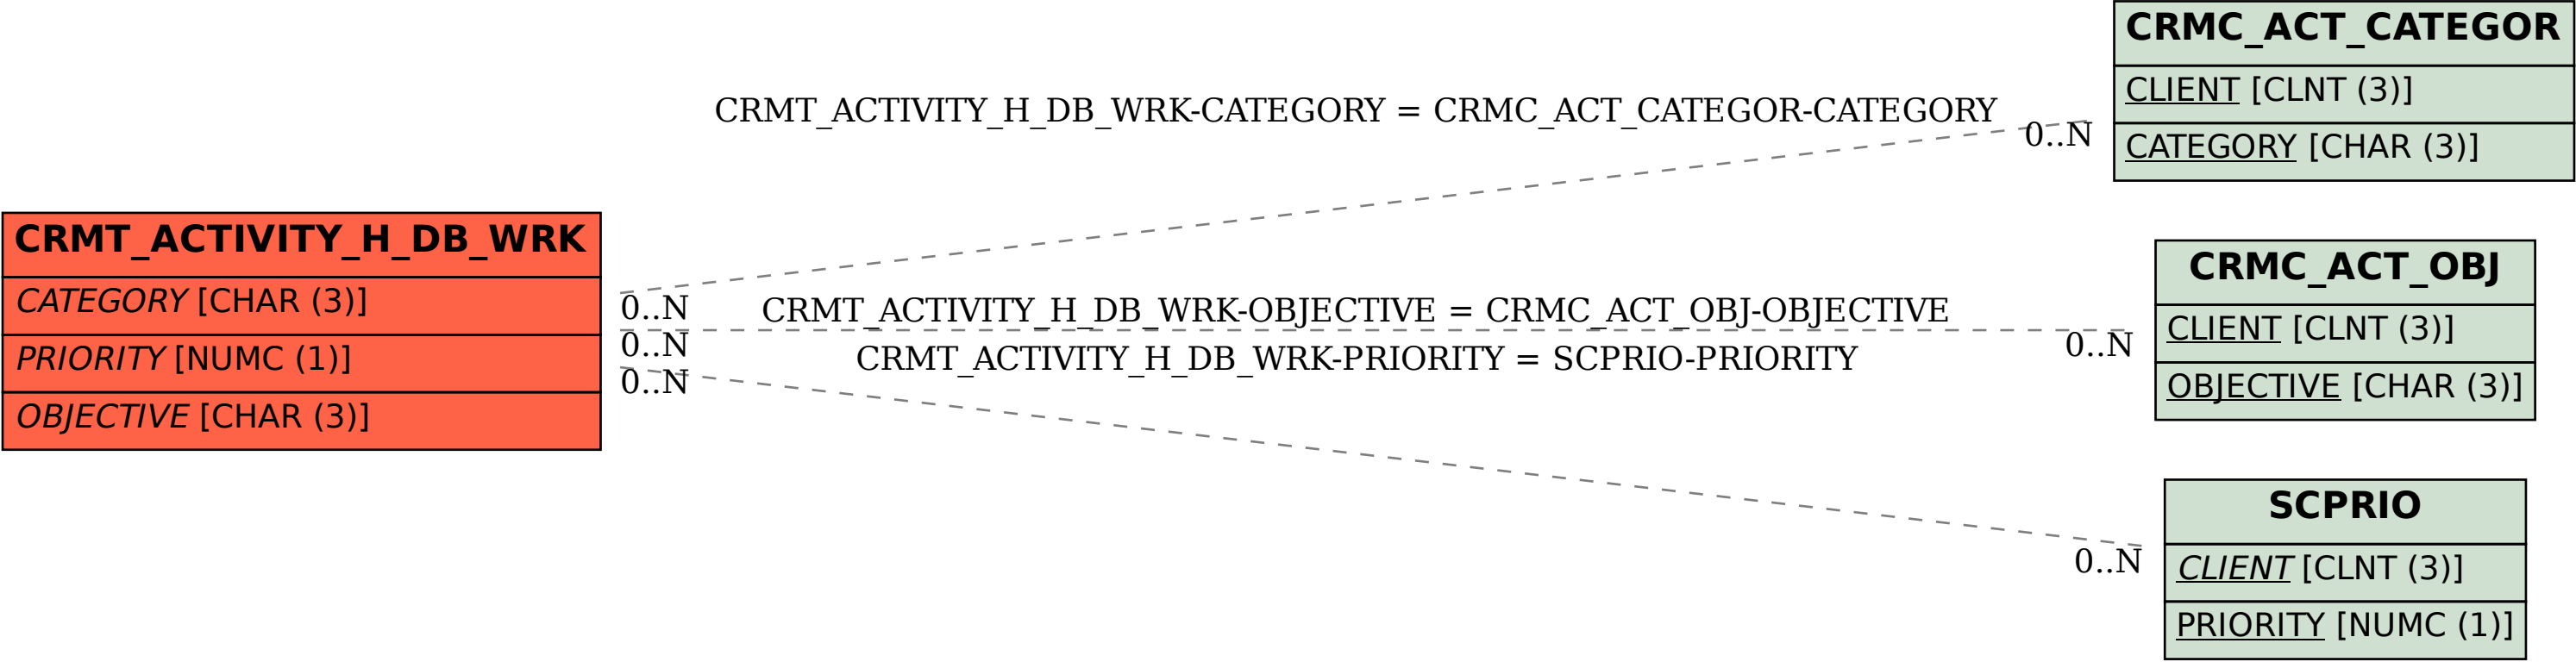 CRMC_ACT_CATEGOR
CLIENT [CLNT (3)]
CATEGORY [CHAR (3)]
CRMT_ACTIVITY_H_DB_WRK-CATEGORY = CRMC_ACT_CATEGOR-CATEGORY
0..N
CRMT_ACTIVITY_H_DB_WRK
CATEGORY [CHAR (3)]
PRIORITY [NUMC (1)]
OBJECTIVE [CHAR (3)]
0..N
0..N
0..N
CRMT_ACTIVITY_H_DB_WRK-OBJECTIVE = CRMC_ACT_OBJ-OBJECTIVE
CRMT_ACTIVITY_H_DB_WRK-PRIORITY = SCPRIO-PRIORITY
0..N
CRMC_ACT_OBJ
CLIENT [CLNT (3)]
OBJECTIVE [CHAR (3)]
0..N
SCPRIO
CLIENT [CLNT (3)]
PRIORITY [NUMC (1)]